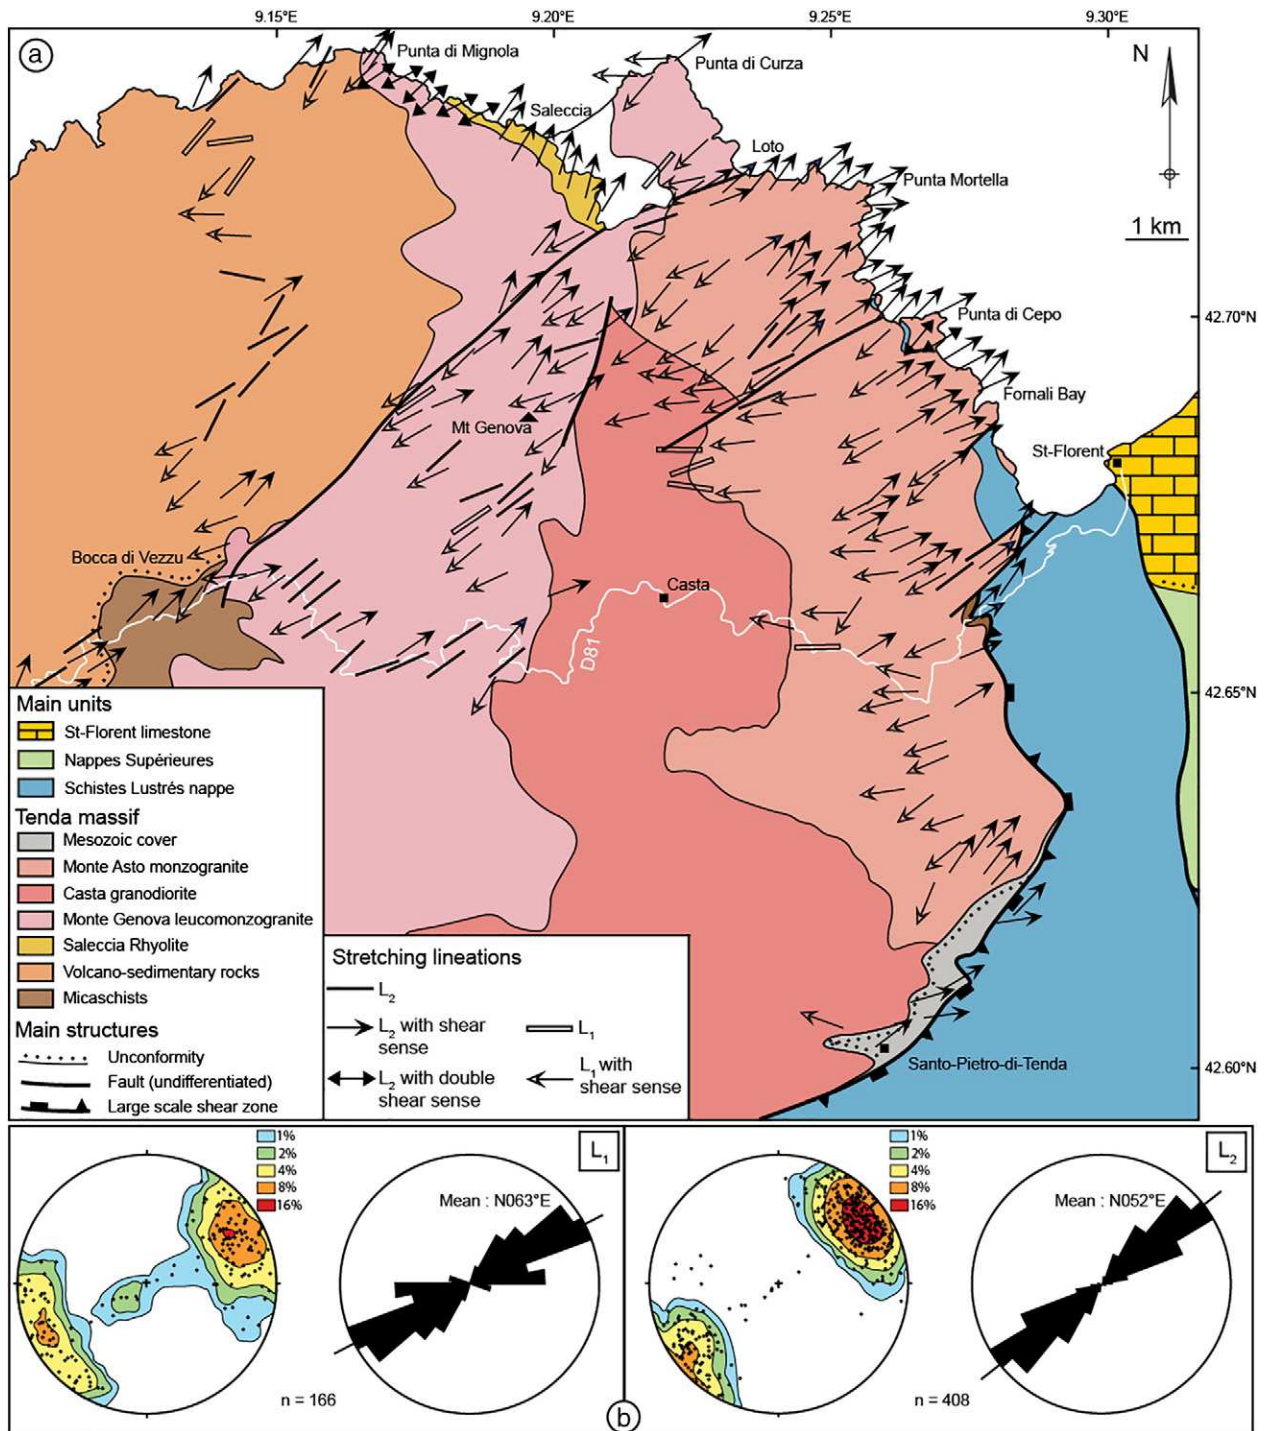 9.15°E
9.20°E
9.25°E
9.30°E
a
Punta di Mignola
Punta di Curza
N
Saleccia
Loto
Punta Mortella
1 km
42.70°N
Punta di Cepo
Fornali Bay
Mt Genova
St-Florent
Bocca di Vezzu
Casta
D81
42.65°N
Main units
St-Florent limestone
Nappes Supérieures
Schistes Lustrés nappe
Tenda massif
Mesozoic cover
Monte Asto monzogranite
Casta granodiorite
Monte Genova leucomonzogranite
Saleccia Rhyolite
Volcano-sedimentary rocks
Micaschists
Main structures
Unconformity
Fault (undifferentiated)
Large scale shear zone
Stretching lineations
L2
L2 with shear
sense
L1
L2 with double
shear sense
L1 with
shear sense
Santo-Pietro-di-Tenda
42.60°N
1%
2%
4%
8%
16%
L1
Mean : N063°E
n = 166
1%
2%
4%
8%
16%
L2
Mean : N052°E
n = 408
b